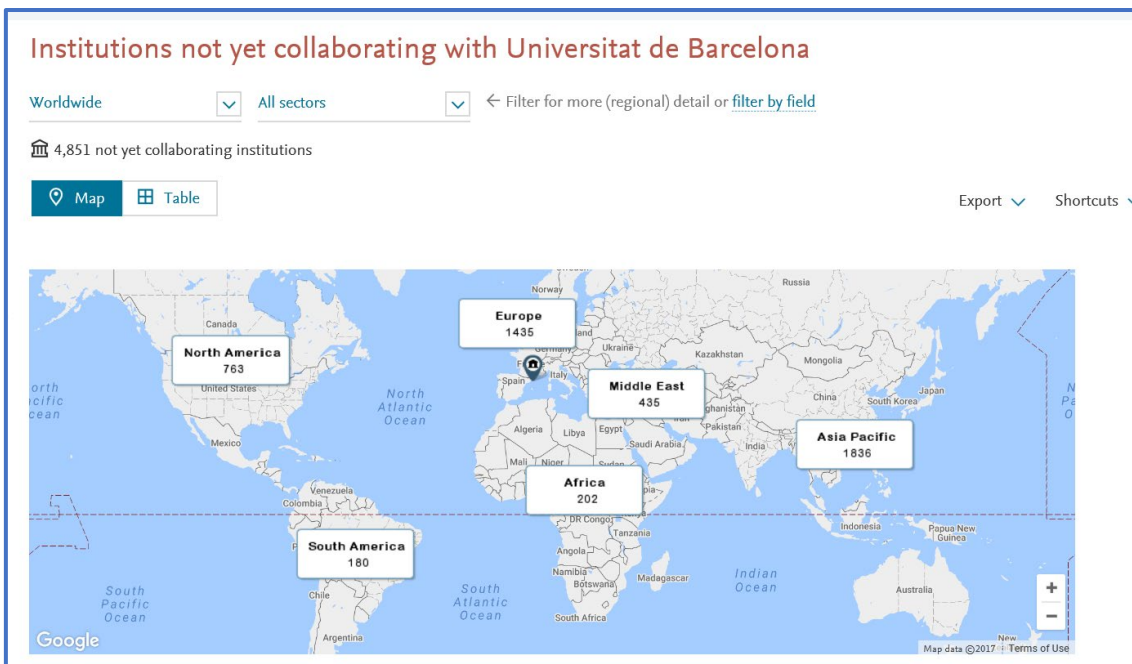 Institutions not yet collaborating with Universitat de Barcelona
Worldwide
All sectors
← Filter for more (regional) detail or filter by field
4,851 not yet collaborating institutions
Map
Table
Export
Shortcuts
Norway
Russia
Europe
1435
Canada
North America
763
Ukraine
Kazakhstan
Mongolia
United States
Spain
Italy
Middle East
435
North
Atlantic
Ocean
China
Japan
South Korea
Asia Pacific
1836
Mexico
Algeria
Libya
Egypt
Saudi Arabia
Pakistan
India
Mali
Niger
Sudan
Africa
202
Venezuela
Colombia
DR Congo
Tanzania
Indonesia
Papua New
Guinea
South America
180
Angola
Namibia
Botswana
Madagascar
Indian
Ocean
Australia
South
Pacific
Ocean
Chile
South
Atlantic
Ocean
South Africa
Argentina
+
−
Google
New
Map data ©2017
Terms of Use